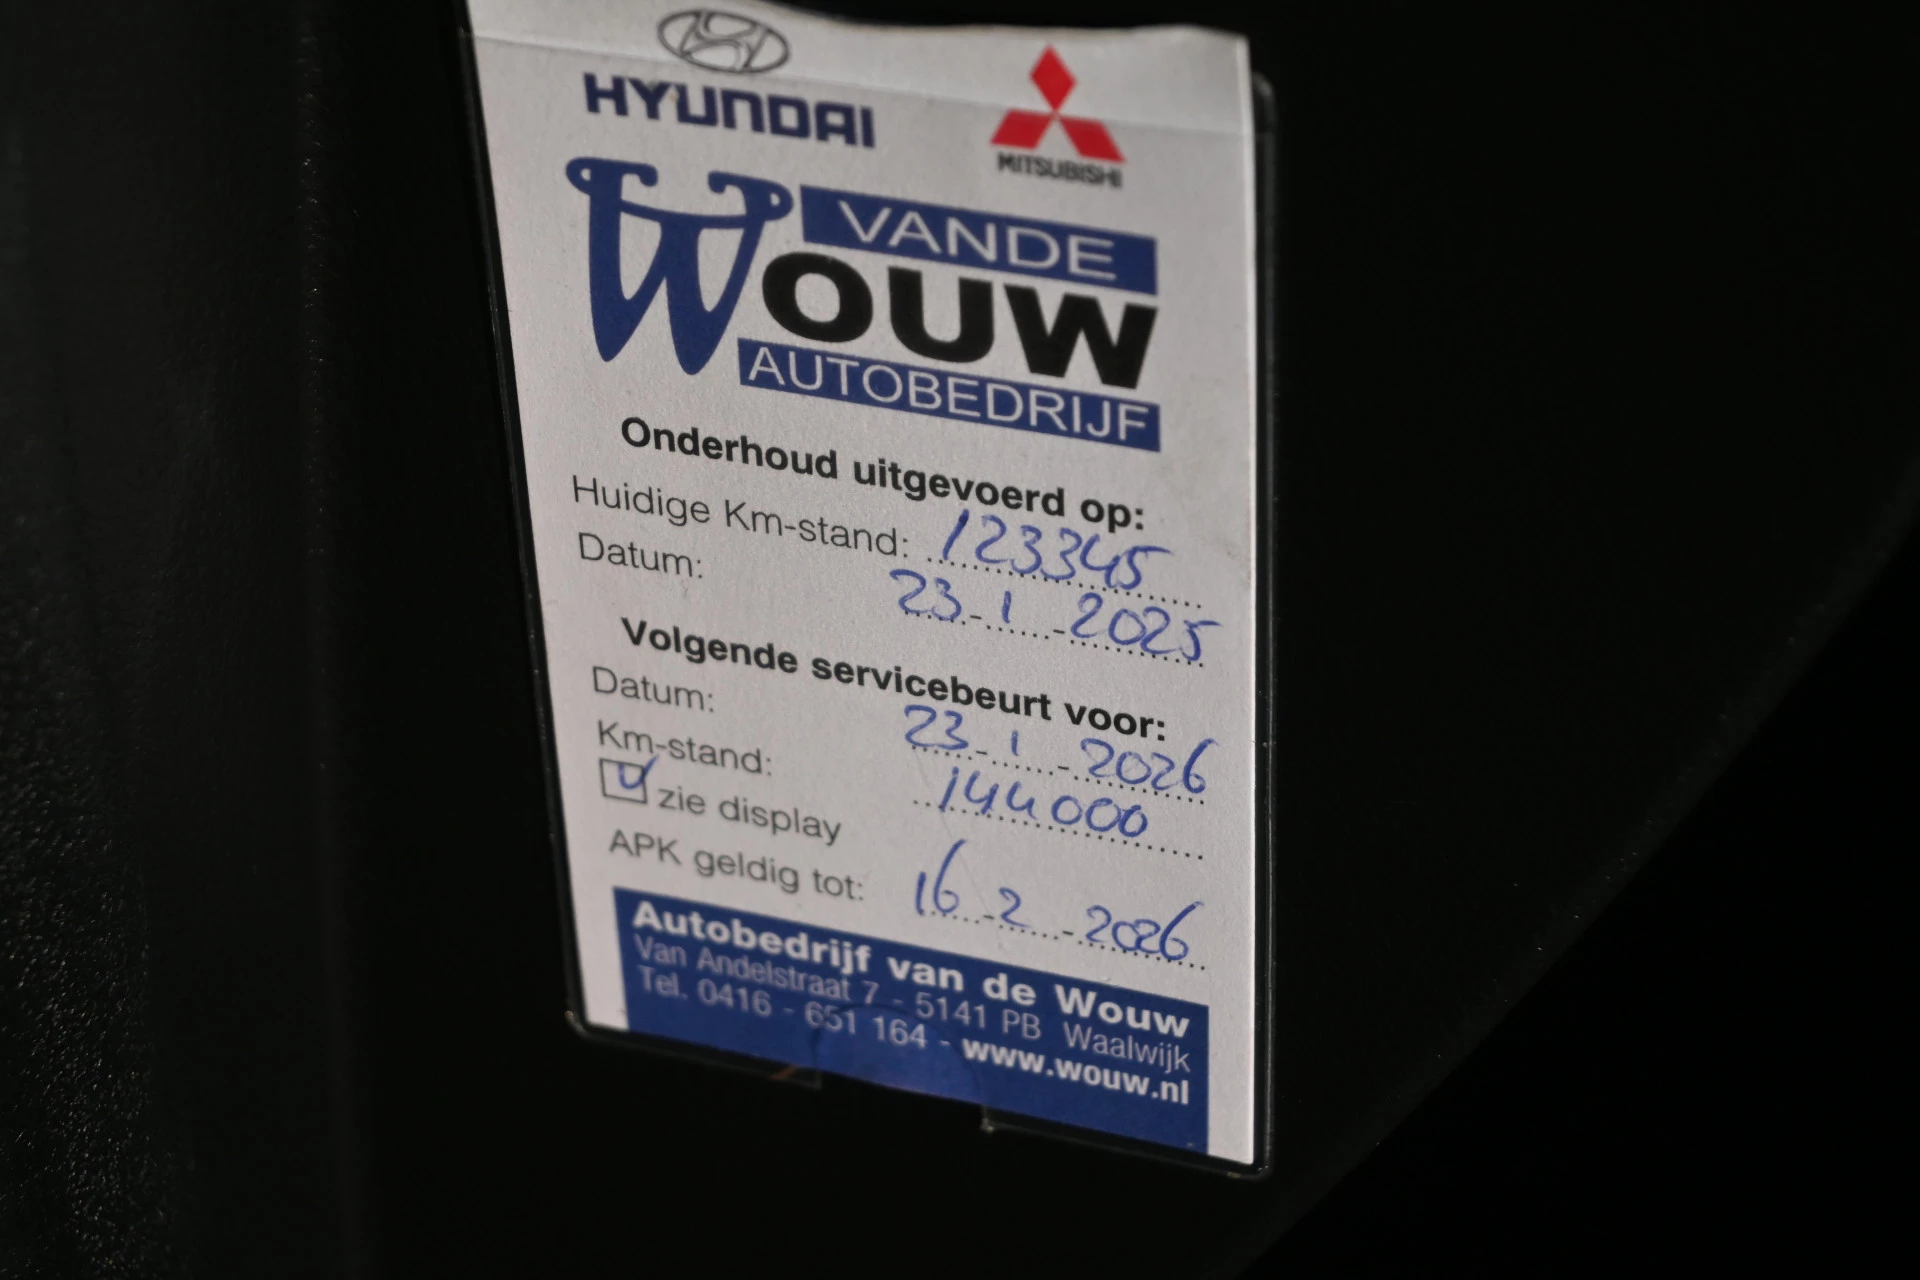 HYUNDAI
MITSUBISHI
VAN DE
WOUW
AUTOBEDRIJF
Onderhoud uitgevoerd op:
Huidige Km-stand: 123345
Datum: 23-1-2025
Volgende servicebeurt voor:
Datum: 23-1-2026
Km-stand: 144000
zie display
APK geldig tot: 16-2-2026
Autobedrijf van de Wouw
Van Andelstraat 7 - 5141 PB Waalwijk
Tel. 0416 - 651 164 - www.wouw.nl